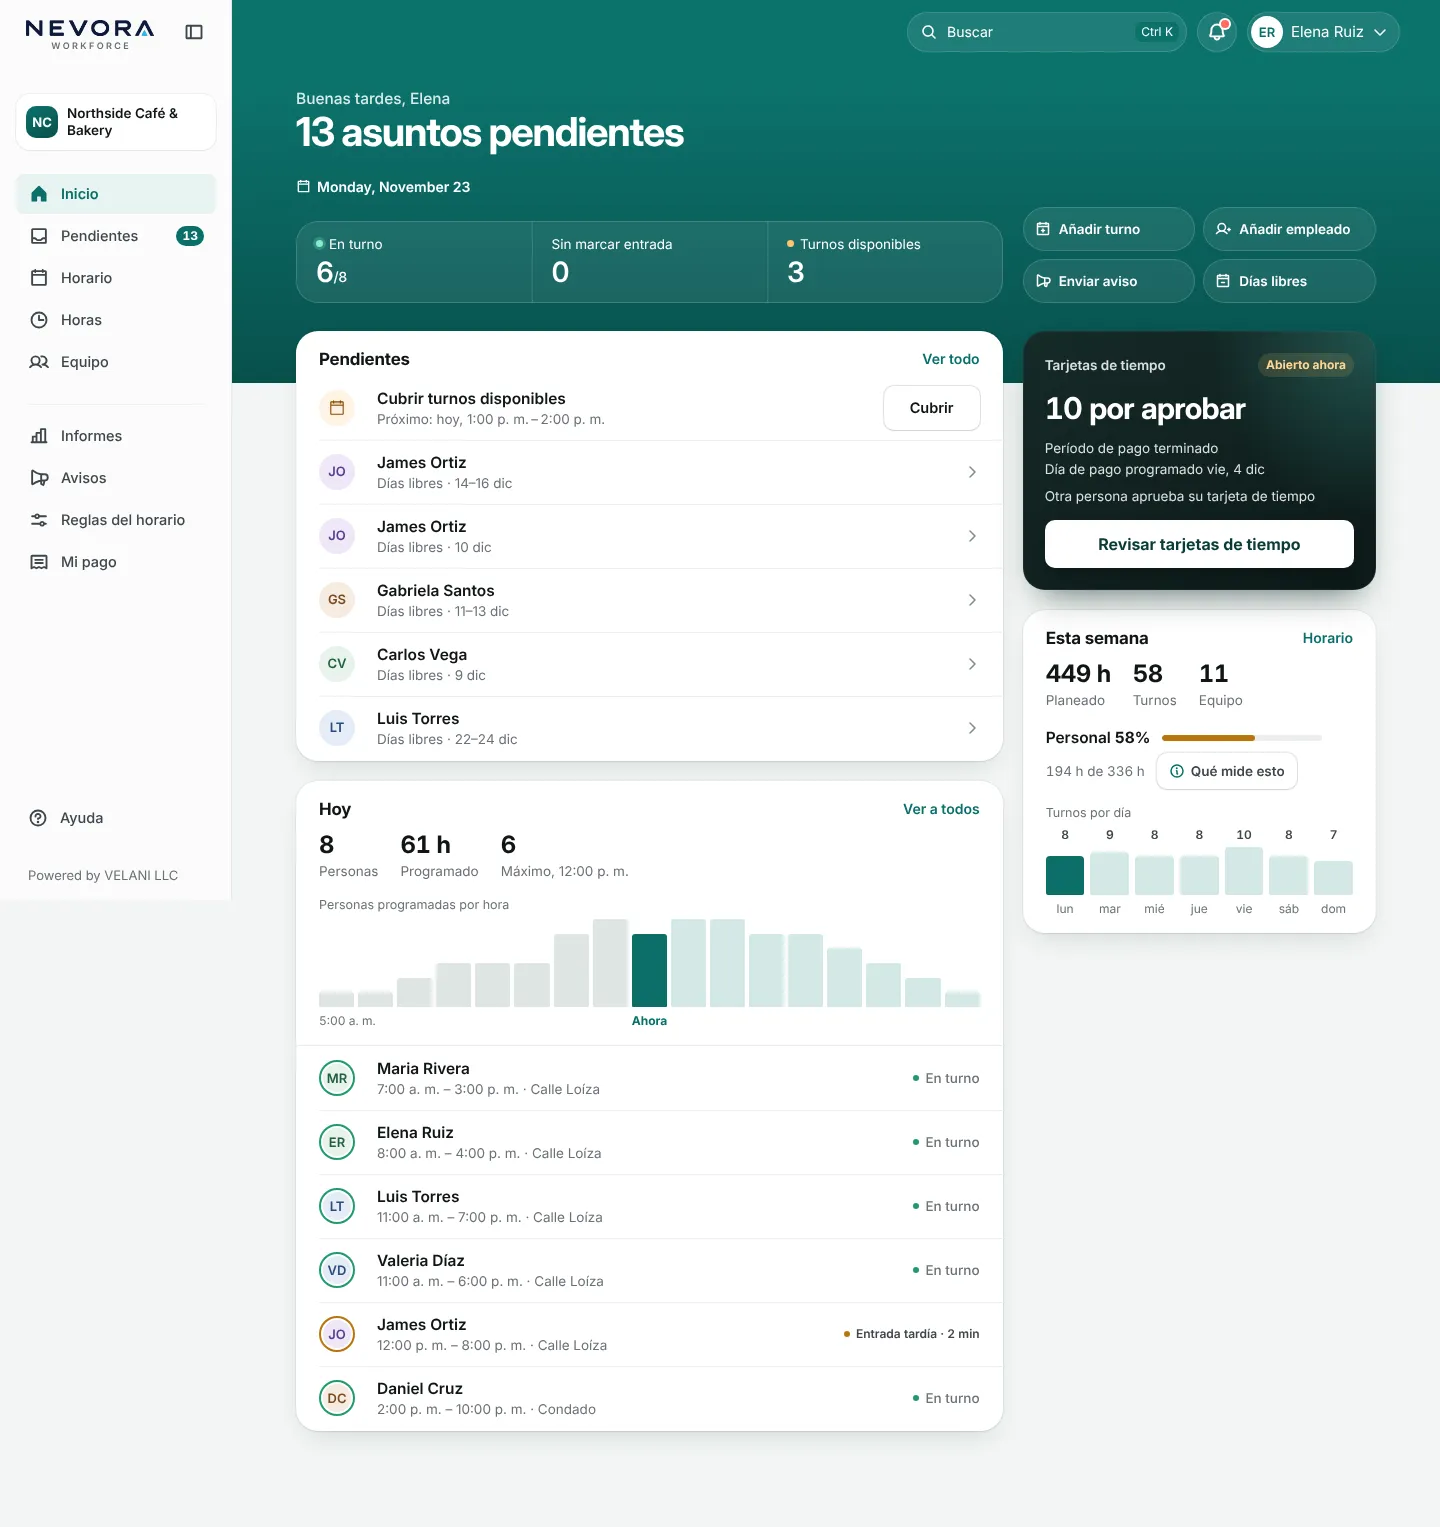 NEVORA
WORKFORCE
Buscar
Ctrl K
ER
Elena Ruiz
NC
Northside Café &
Bakery
Inicio
Pendientes
13
Horario
Horas
Equipo
Informes
Avisos
Reglas del horario
Mi pago
Ayuda
Powered by VELANI LLC
Buenas tardes, Elena
13 asuntos pendientes
Monday, November 23
En turno
6/8
Sin marcar entrada
0
Turnos disponibles
3
Añadir turno
Añadir empleado
Enviar aviso
Días libres
Pendientes
Ver todo
Cubrir turnos disponibles
Próximo: hoy, 1:00 p. m. – 2:00 p. m.
Cubrir
JO
James Ortiz
Días libres · 14–16 dic
JO
James Ortiz
Días libres · 10 dic
GS
Gabriela Santos
Días libres · 11–13 dic
CV
Carlos Vega
Días libres · 9 dic
LT
Luis Torres
Días libres · 22–24 dic
Tarjetas de tiempo
Abierto ahora
10 por aprobar
Período de pago terminado
Día de pago programado vie, 4 dic
Otra persona aprueba su tarjeta de tiempo
Revisar tarjetas de tiempo
Esta semana
Horario
449 h
58
11
Planeado
Turnos
Equipo
Personal 58%
194 h de 336 h
Qué mide esto
Turnos por día
8 9 8 8 10 8 7
lun mar mié jue vie sáb dom
Hoy
Ver a todos
8
61 h
6
Personas
Programado
Máximo, 12:00 p. m.
Personas programadas por hora
5:00 a. m.
Ahora
MR
Maria Rivera
7:00 a. m. – 3:00 p. m. · Calle Loíza
En turno
ER
Elena Ruiz
8:00 a. m. – 4:00 p. m. · Calle Loíza
En turno
LT
Luis Torres
11:00 a. m. – 7:00 p. m. · Calle Loíza
En turno
VD
Valeria Díaz
11:00 a. m. – 6:00 p. m. · Calle Loíza
En turno
JO
James Ortiz
12:00 p. m. – 8:00 p. m. · Calle Loíza
Entrada tardía · 2 min
DC
Daniel Cruz
2:00 p. m. – 10:00 p. m. · Condado
En turno